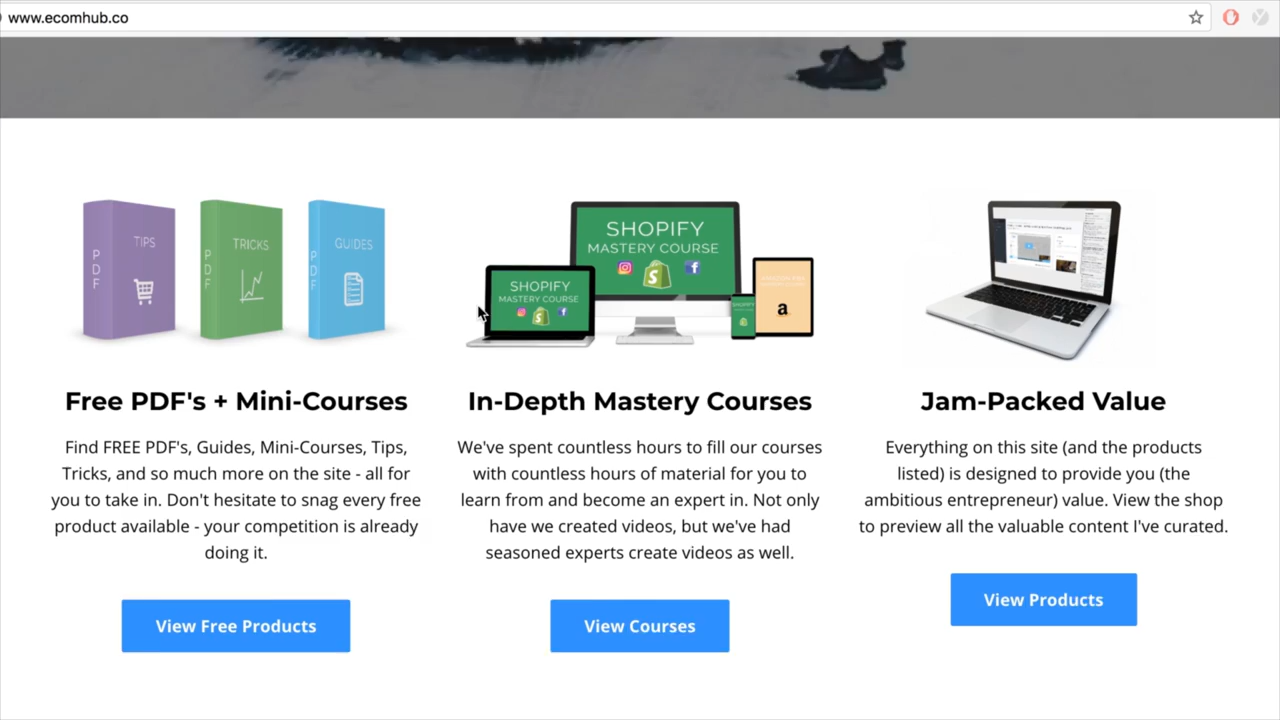 www.ecomhub.co
PDF
TIPS
PDF
TRICKS
PDF
GUIDES
SHOPIFY
MASTERY COURSE
SHOPIFY
MASTERY COURSE
SHOPIFY
a
Free PDF's + Mini-Courses
Find FREE PDF's, Guides, Mini-Courses, Tips,
Tricks, and so much more on the site - all for
you to take in. Don't hesitate to snag every free
product available - your competition is already
doing it.
View Free Products
In-Depth Mastery Courses
We've spent countless hours to fill our courses
with countless hours of material for you to
learn from and become an expert in. Not only
have we created videos, but we've had
seasoned experts create videos as well.
View Courses
Jam-Packed Value
Everything on this site (and the products
listed) is designed to provide you (the
ambitious entrepreneur) value. View the shop
to preview all the valuable content I've curated.
View Products